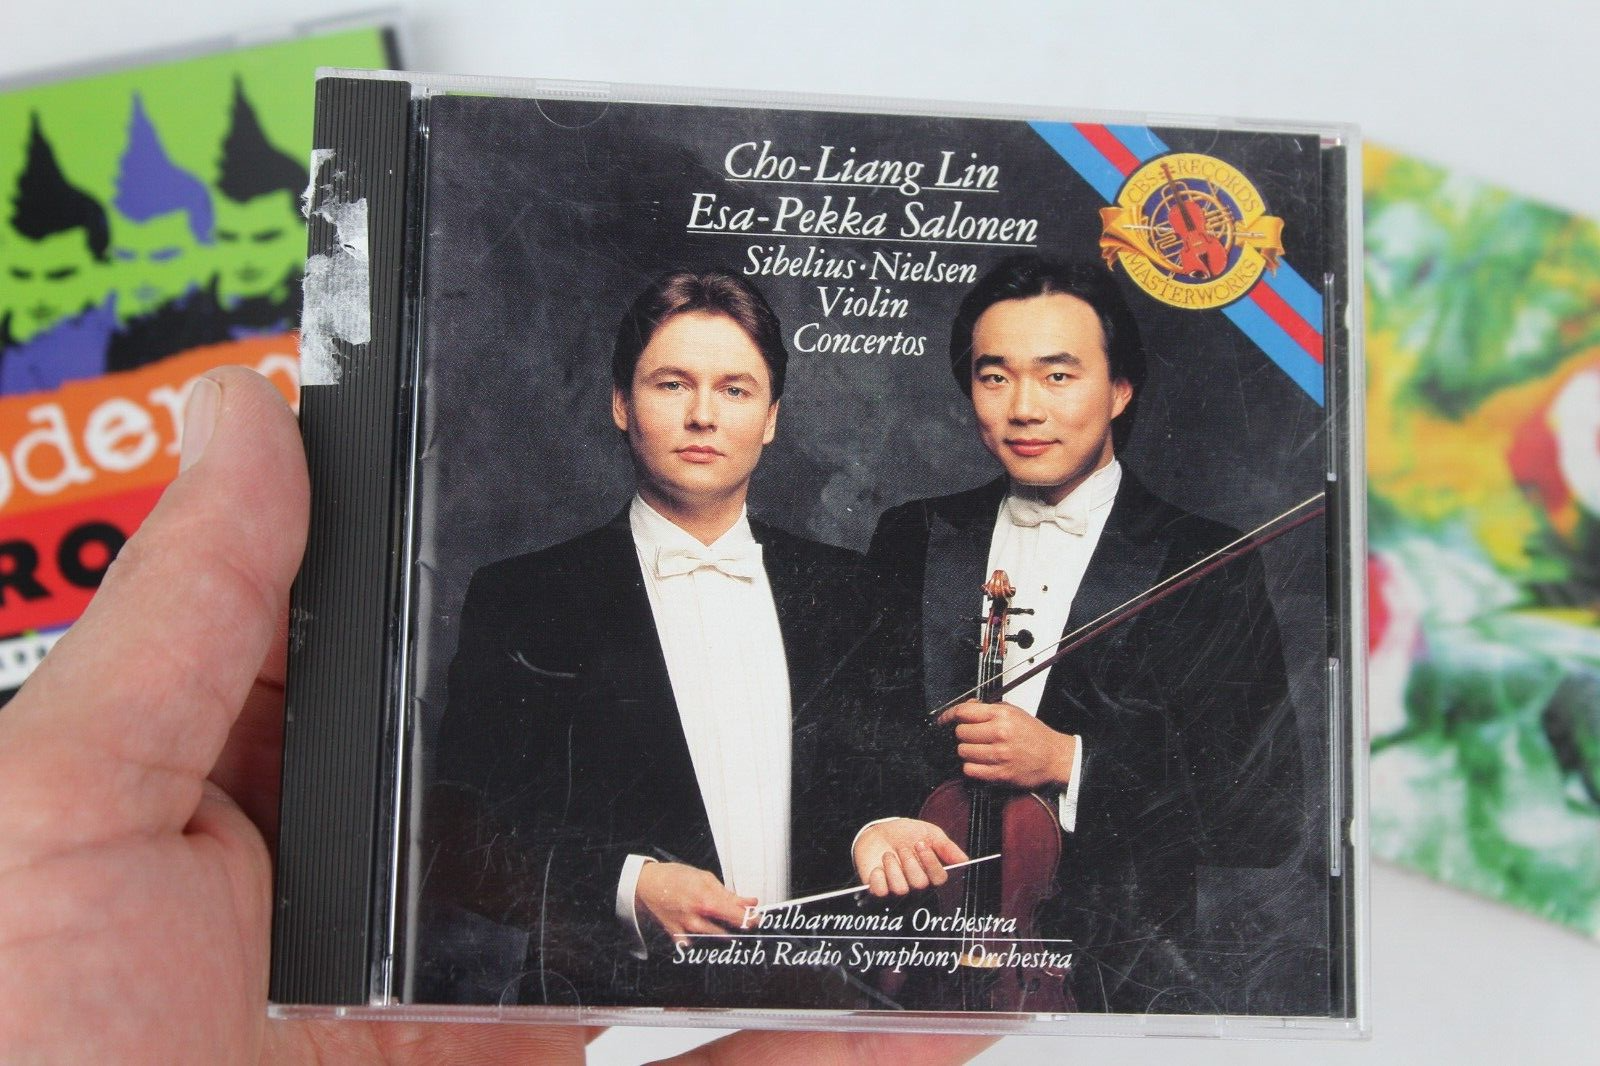 Cho-Liang Lin
Esa-Pekka Salonen
Sibelius·Nielsen
Violin
Concertos
CBS RECORDS
MASTERWORKS
Philharmonia Orchestra
Swedish Radio Symphony Orchestra